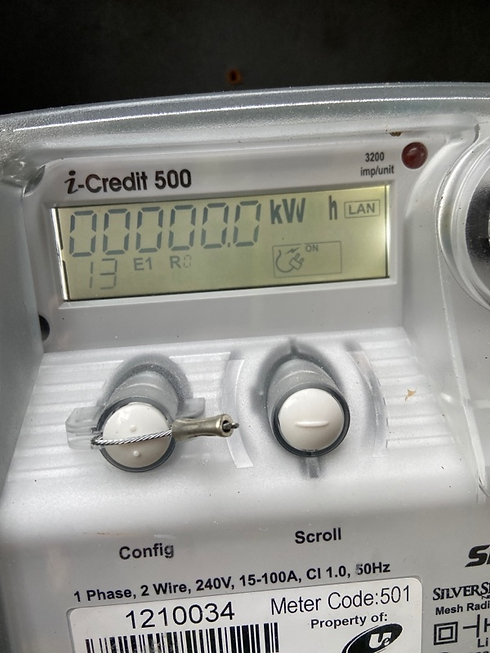 3200
imp/unit
i-Credit 500
00000.0 kW h LAN
13 E1 R0 ON
Config Scroll
1 Phase, 2 Wire, 240V, 15-100A, Cl 1.0, 50Hz
1210034 Meter Code:501
Property of:
Ue
Mesh Radi